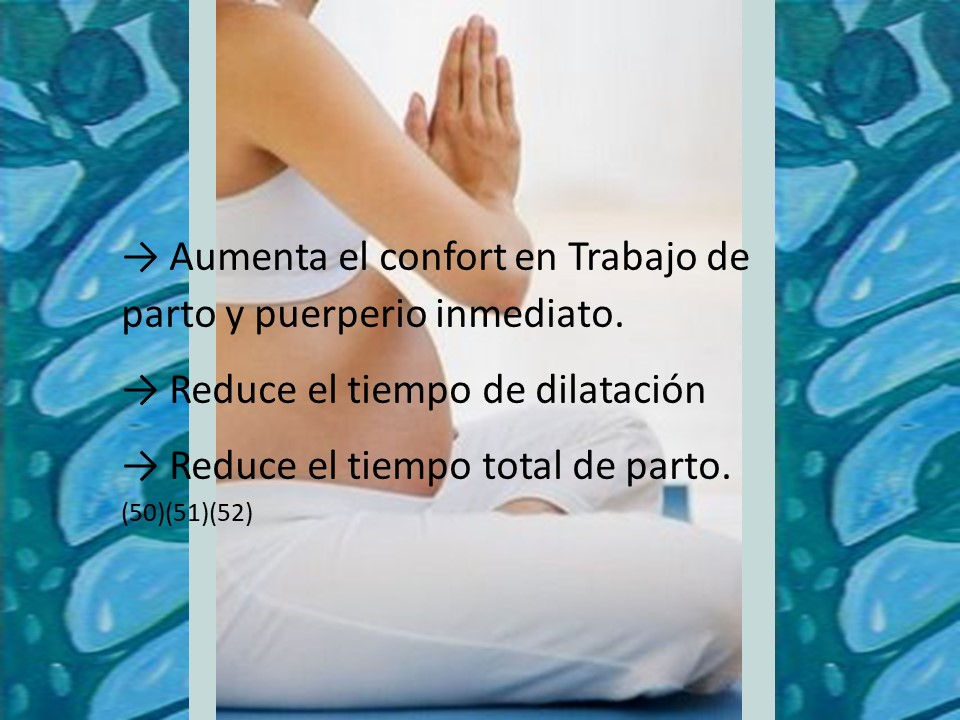 → Aumenta el confort en Trabajo de
parto y puerperio inmediato.
→ Reduce el tiempo de dilatación
→ Reduce el tiempo total de parto.
(50)(51)(52)